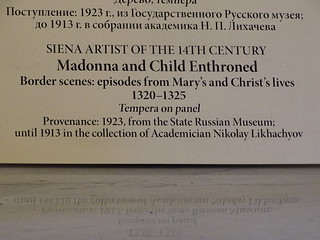 Дерево, темпера
Поступление: 1923 г., из Государственного Русского музея;
до 1913 г. в собрании академика Н. П. Лихачева
SIENA ARTIST OF THE 14TH CENTURY
Madonna and Child Enthroned
Border scenes: episodes from Mary's and Christ's lives
1320–1325
Tempera on panel
Provenance: 1923, from the State Russian Museum;
until 1913 in the collection of Academician Nikolay Likhachyov